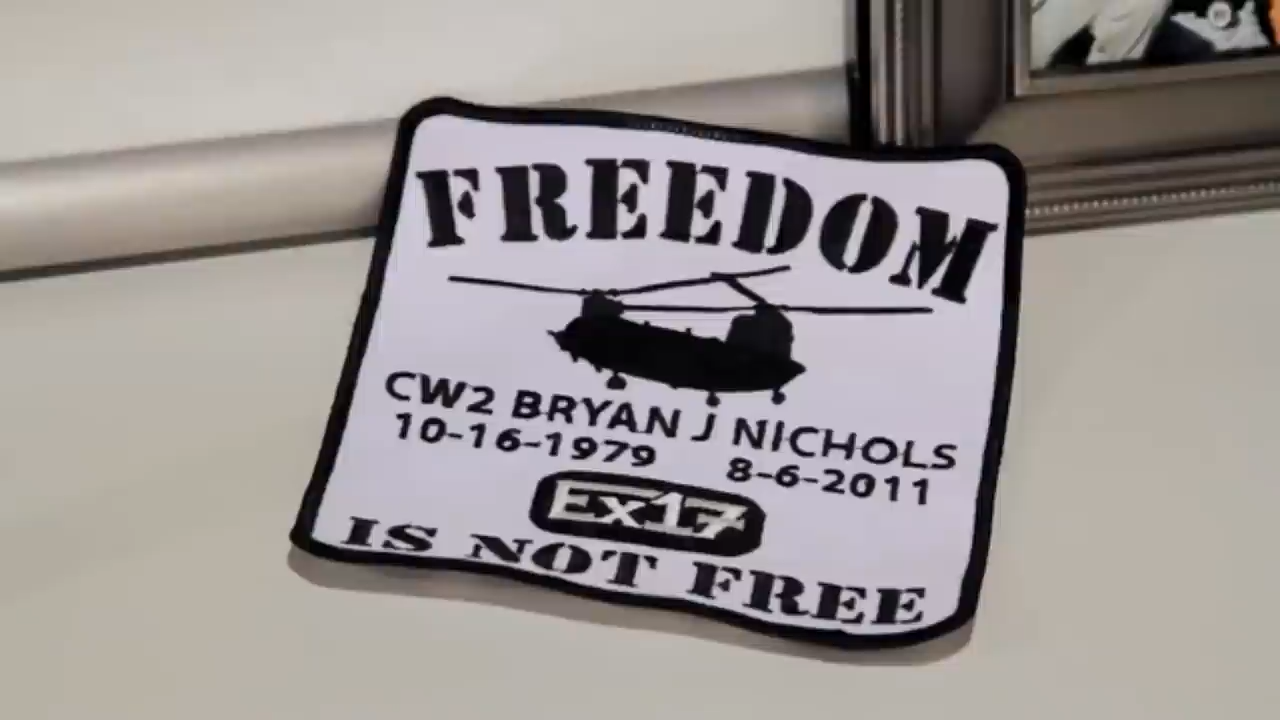 FREEDOM
CW2 BRYAN J NICHOLS
10-16-1979 8-6-2011
Ex17
IS NOT FREE